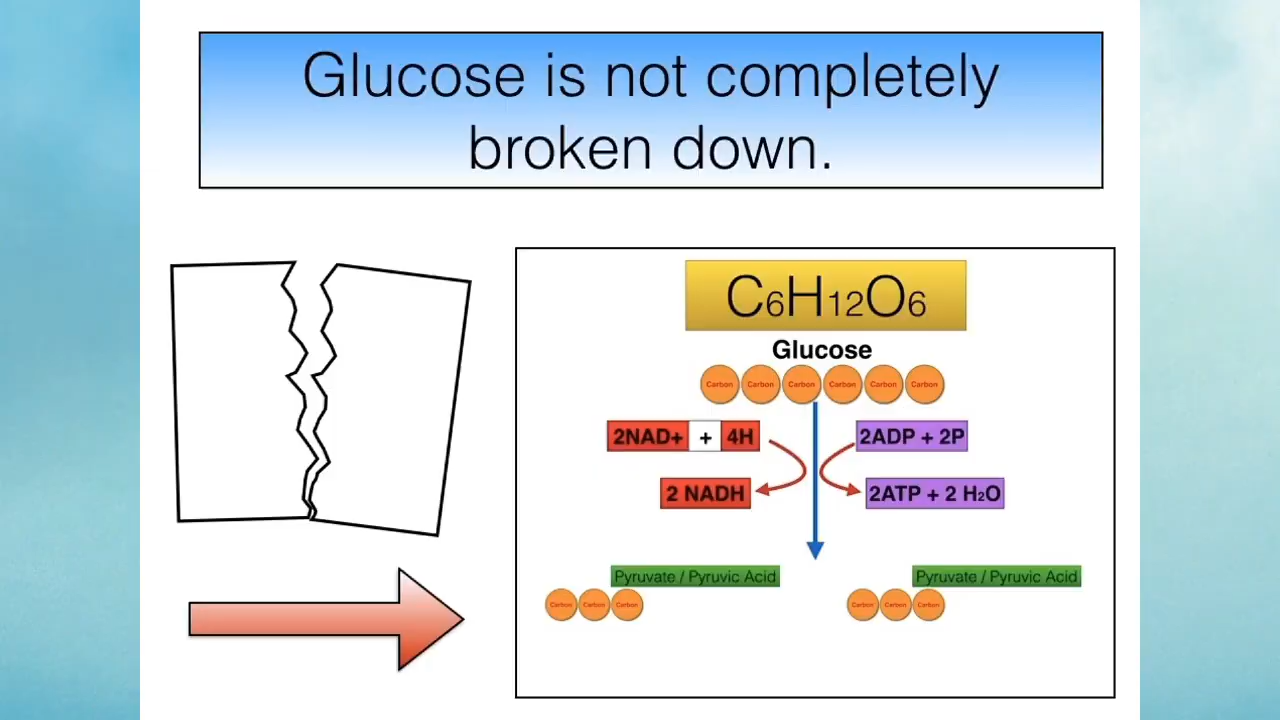 Glucose is not completely
broken down.
C6H12O6
Glucose
Carbon Carbon Carbon Carbon Carbon Carbon
2NAD+ + 4H
2ADP + 2P
2 NADH
2ATP + 2 H2O
Pyruvate / Pyruvic Acid
Pyruvate / Pyruvic Acid
Carbon Carbon Carbon
Carbon Carbon Carbon